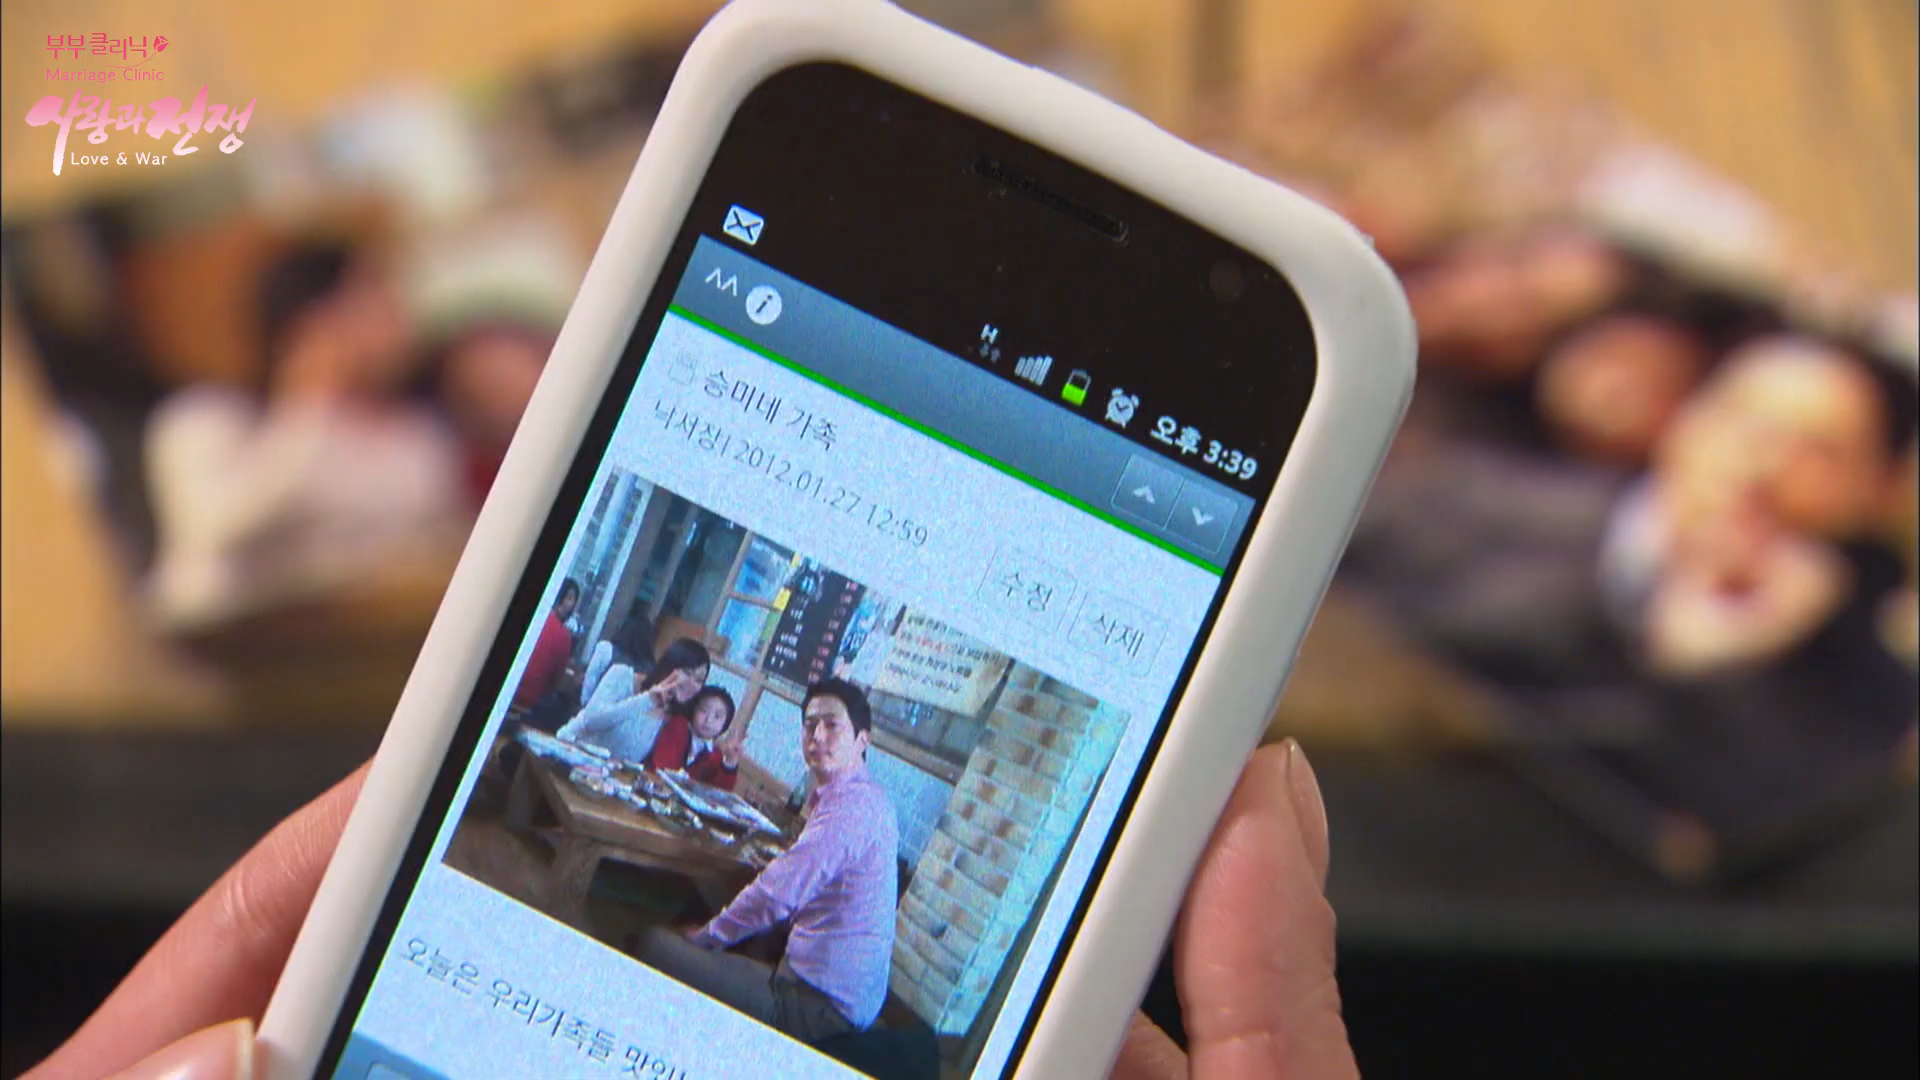 부부클리닉
Marriage Clinic
사랑과전쟁
Love & War
H
오후 3:39
승미네 가족
낙서장 | 2012.01.27 12:59
수정
삭제
오늘은 우리가족들